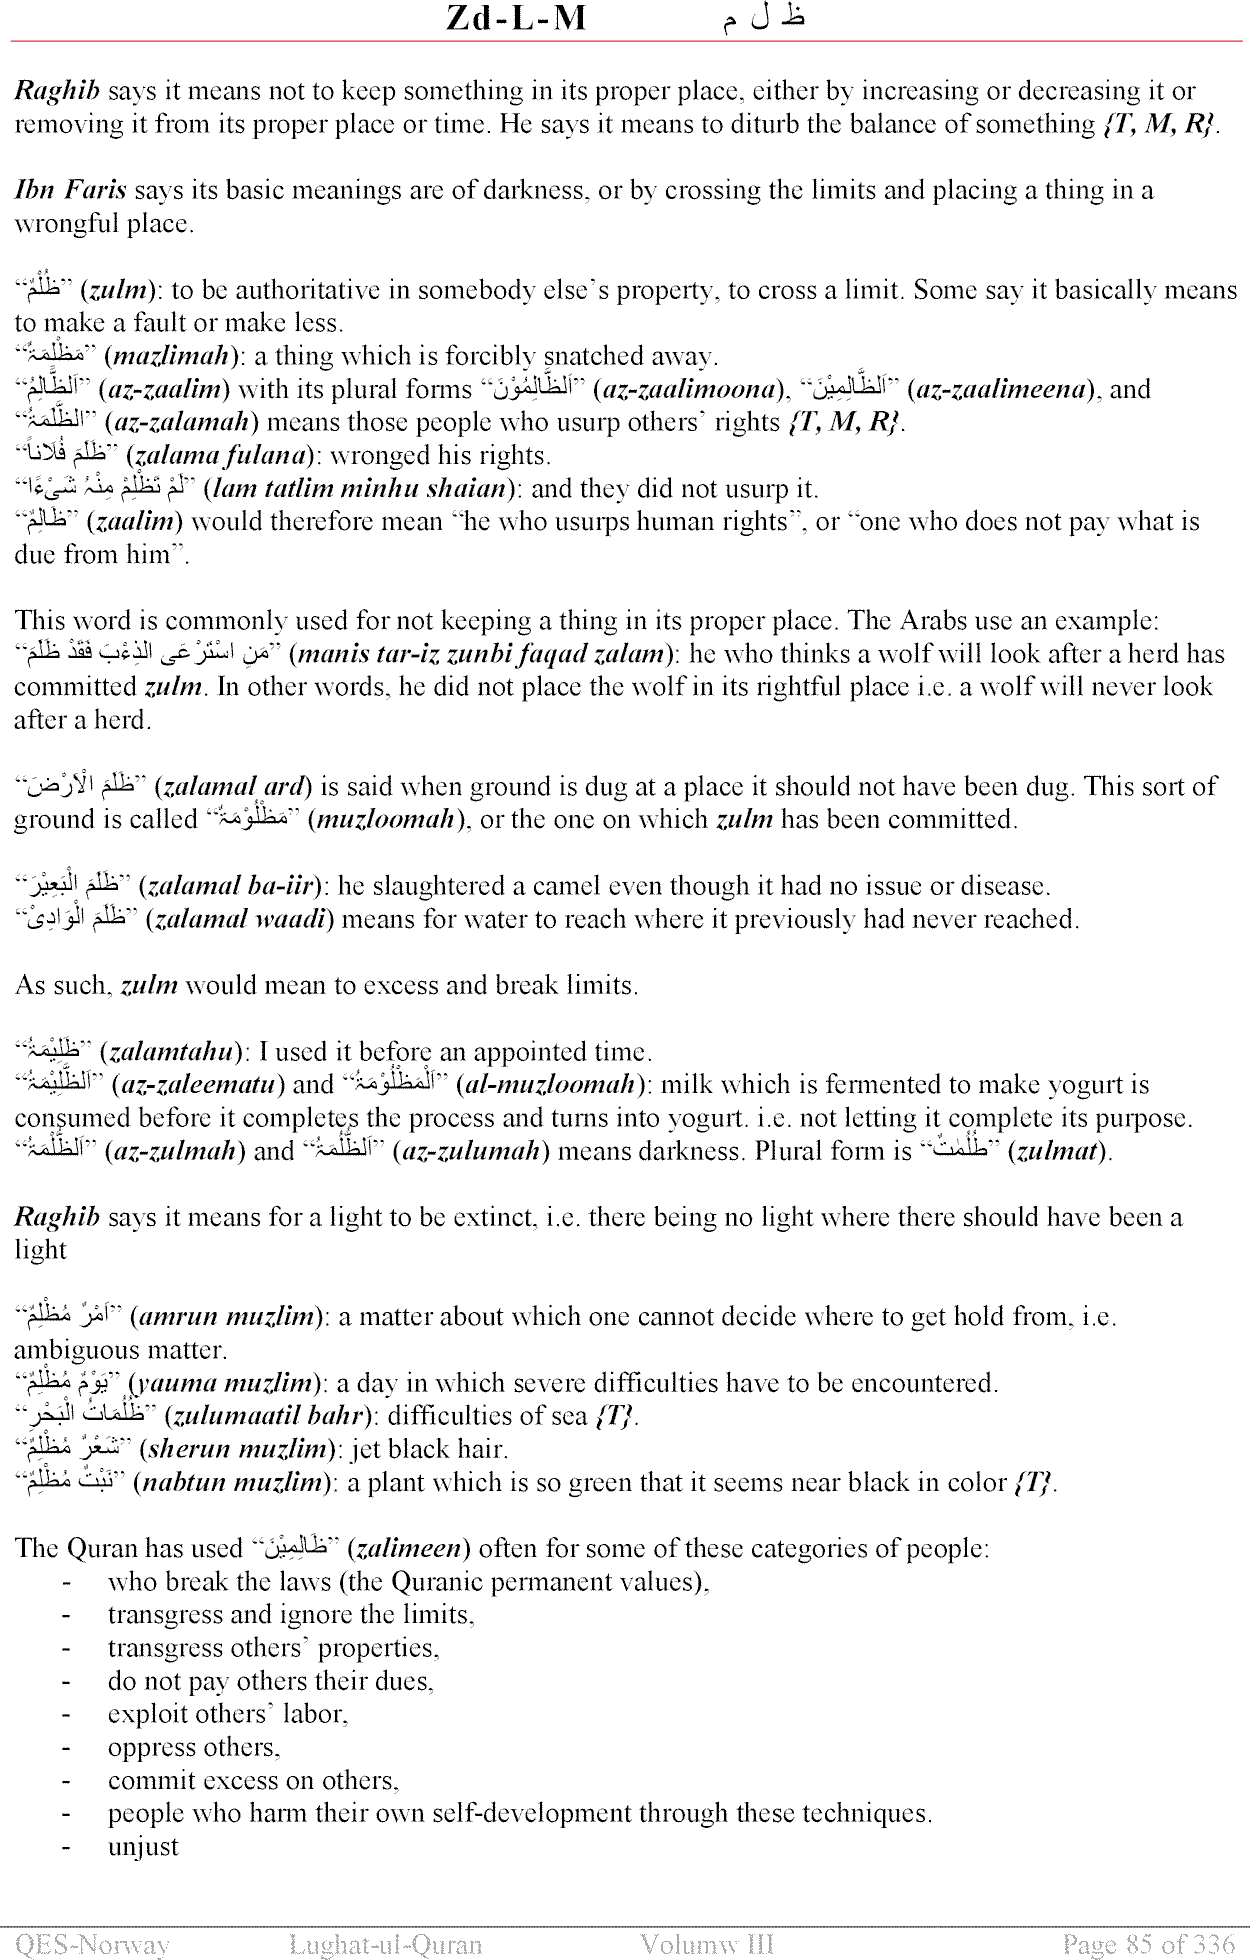 Zd-L-M ظ ل م
Raghib says it means not to keep something in its proper place, either by increasing or decreasing it or
removing it from its proper place or time. He says it means to diturb the balance of something {T, M, R}.
Ibn Faris says its basic meanings are of darkness, or by crossing the limits and placing a thing in a
wrongful place.
“ظُلْمٌ” (zulm): to be authoritative in somebody else’s property, to cross a limit. Some say it basically means
to make a fault or make less.
“مَظْلِمَۃٌ” (mazlimah): a thing which is forcibly snatched away.
“اَلظَّالِمُ” (az-zaalim) with its plural forms “اَلظَّالِمُوْنَ” (az-zaalimoona), “اَلظَّالِمِيْنَ” (az-zaalimeena), and
“الظَّلَمَۃُ” (az-zalamah) means those people who usurp others’ rights {T, M, R}.
“ظَلَمَ فُلَاناً” (zalama fulana): wronged his rights.
“لَمْ تَظْلِمْ مِنْہُ شَیْءًا” (lam tatlim minhu shaian): and they did not usurp it.
“ظَالِمٌ” (zaalim) would therefore mean “he who usurps human rights”, or “one who does not pay what is
due from him”.
This word is commonly used for not keeping a thing in its proper place. The Arabs use an example:
“مَنِ اسْتَرْعَی الذِءْبَ فَقَدْ ظَلَمَ” (manis tar-iz zunbi faqad zalam): he who thinks a wolf will look after a herd has
committed zulm. In other words, he did not place the wolf in its rightful place i.e. a wolf will never look
after a herd.
“ظَلَمَ الْاَرْضَ” (zalamal ard) is said when ground is dug at a place it should not have been dug. This sort of
ground is called “مَظْلُوْمَۃٌ” (muzloomah), or the one on which zulm has been committed.
“ظَلَمَ الْبَعِيْرَ” (zalamal ba-iir): he slaughtered a camel even though it had no issue or disease.
“ظَلَمَ الْوَادِیْ” (zalamal waadi) means for water to reach where it previously had never reached.
As such, zulm would mean to excess and break limits.
“ظَلِيْمَۃُ” (zalamtahu): I used it before an appointed time.
“اَلظَّلِيْمَۃُ” (az-zaleematu) and “اَلْمَظْلُوْمَۃُ” (al-muzloomah): milk which is fermented to make yogurt is
consumed before it completes the process and turns into yogurt. i.e. not letting it complete its purpose.
“اَلظُّلْمَۃُ” (az-zulmah) and “اَلظُّلُمَۃُ” (az-zulumah) means darkness. Plural form is “ظُلُمٰتٌ” (zulmat).
Raghib says it means for a light to be extinct, i.e. there being no light where there should have been a
light
“اَمْرٌ مُظْلِمٌ” (amrun muzlim): a matter about which one cannot decide where to get hold from, i.e.
ambiguous matter.
“يَوْمٌ مُظْلِمٌ” (yauma muzlim): a day in which severe difficulties have to be encountered.
“ظُلُمَاتُ الْبَحْرِ” (zulumaatil bahr): difficulties of sea {T}.
“شَعْرٌ مُظْلِمٌ” (sherun muzlim): jet black hair.
“نَبْتٌ مُظْلِمٌ” (nabtun muzlim): a plant which is so green that it seems near black in color {T}.
The Quran has used “ظَالِمِيْنَ” (zalimeen) often for some of these categories of people:
- who break the laws (the Quranic permanent values),
- transgress and ignore the limits,
- transgress others’ properties,
- do not pay others their dues,
- exploit others’ labor,
- oppress others,
- commit excess on others,
- people who harm their own self-development through these techniques.
- unjust
QES-Norway Lughat-ul-Quran Volumw III Page 85 of 336